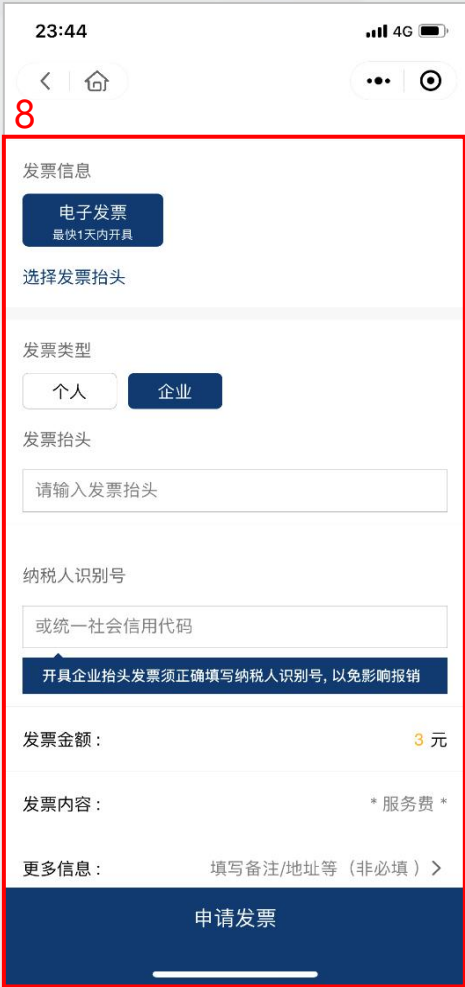 23:44
4G
8
发票信息
电子发票
最快1天内开具
选择发票抬头
发票类型
个人 企业
发票抬头
请输入发票抬头
纳税人识别号
或统一社会信用代码
开具企业抬头发票须正确填写纳税人识别号, 以免影响报销
发票金额 : 3 元
发票内容 : * 服务费 *
更多信息 : 填写备注/地址等（非必填 ）
申请发票